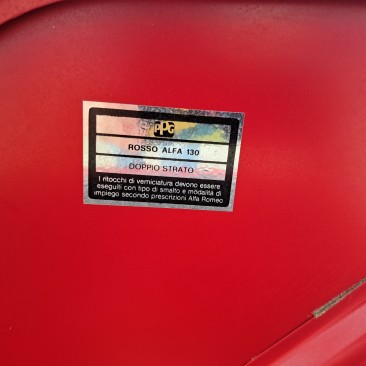 PPG
ROSSO ALFA 130
DOPPIO STRATO
I ritocchi di verniciatura devono essere
eseguiti con tipo di smalto e modalità di
impiego secondo prescrizioni Alfa Romeo